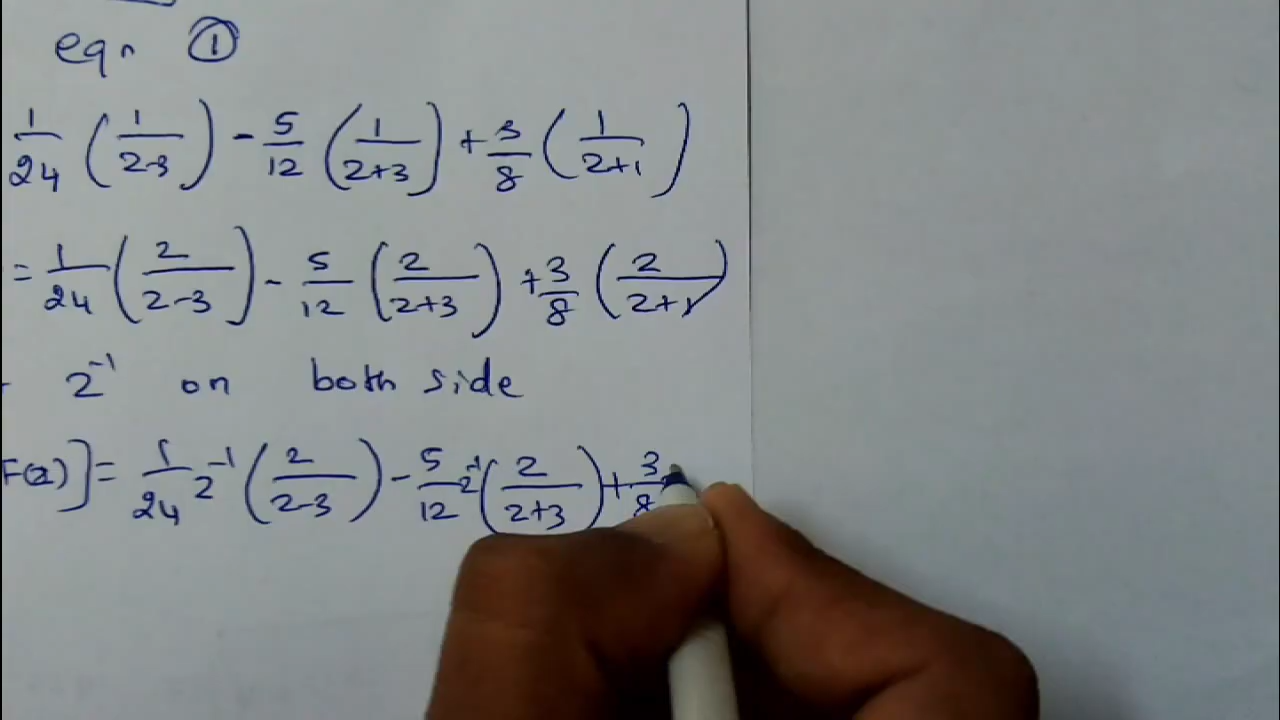 eqn ①
1/24 (1/(z-3)) - 5/12 (1/(z+3)) + 3/8 (1/(z+1))
= 1/24 (z/(z-3)) - 5/12 (z/(z+3)) + 3/8 (z/(z+1))
z⁻¹ on both side
F(z)] = 1/24 z⁻¹ (z/(z-3)) - 5/12 z⁻¹ (z/(z+3)) + 3/8